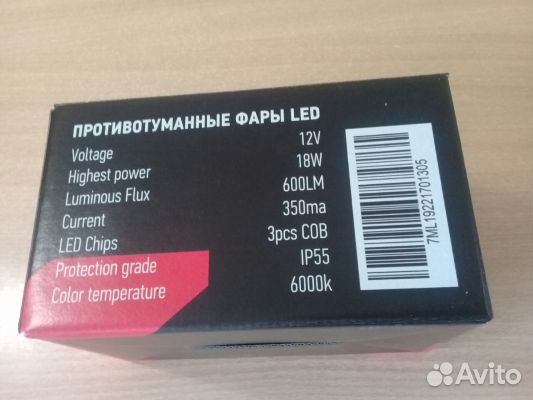 ПРОТИВОТУМАННЫЕ ФАРЫ LED
Voltage 12V
Highest power 18W
Luminous Flux 600LM
Current 350ma
LED Chips 3pcs COB
Protection grade IP55
Color temperature 6000k
7ML19221701305
Avito